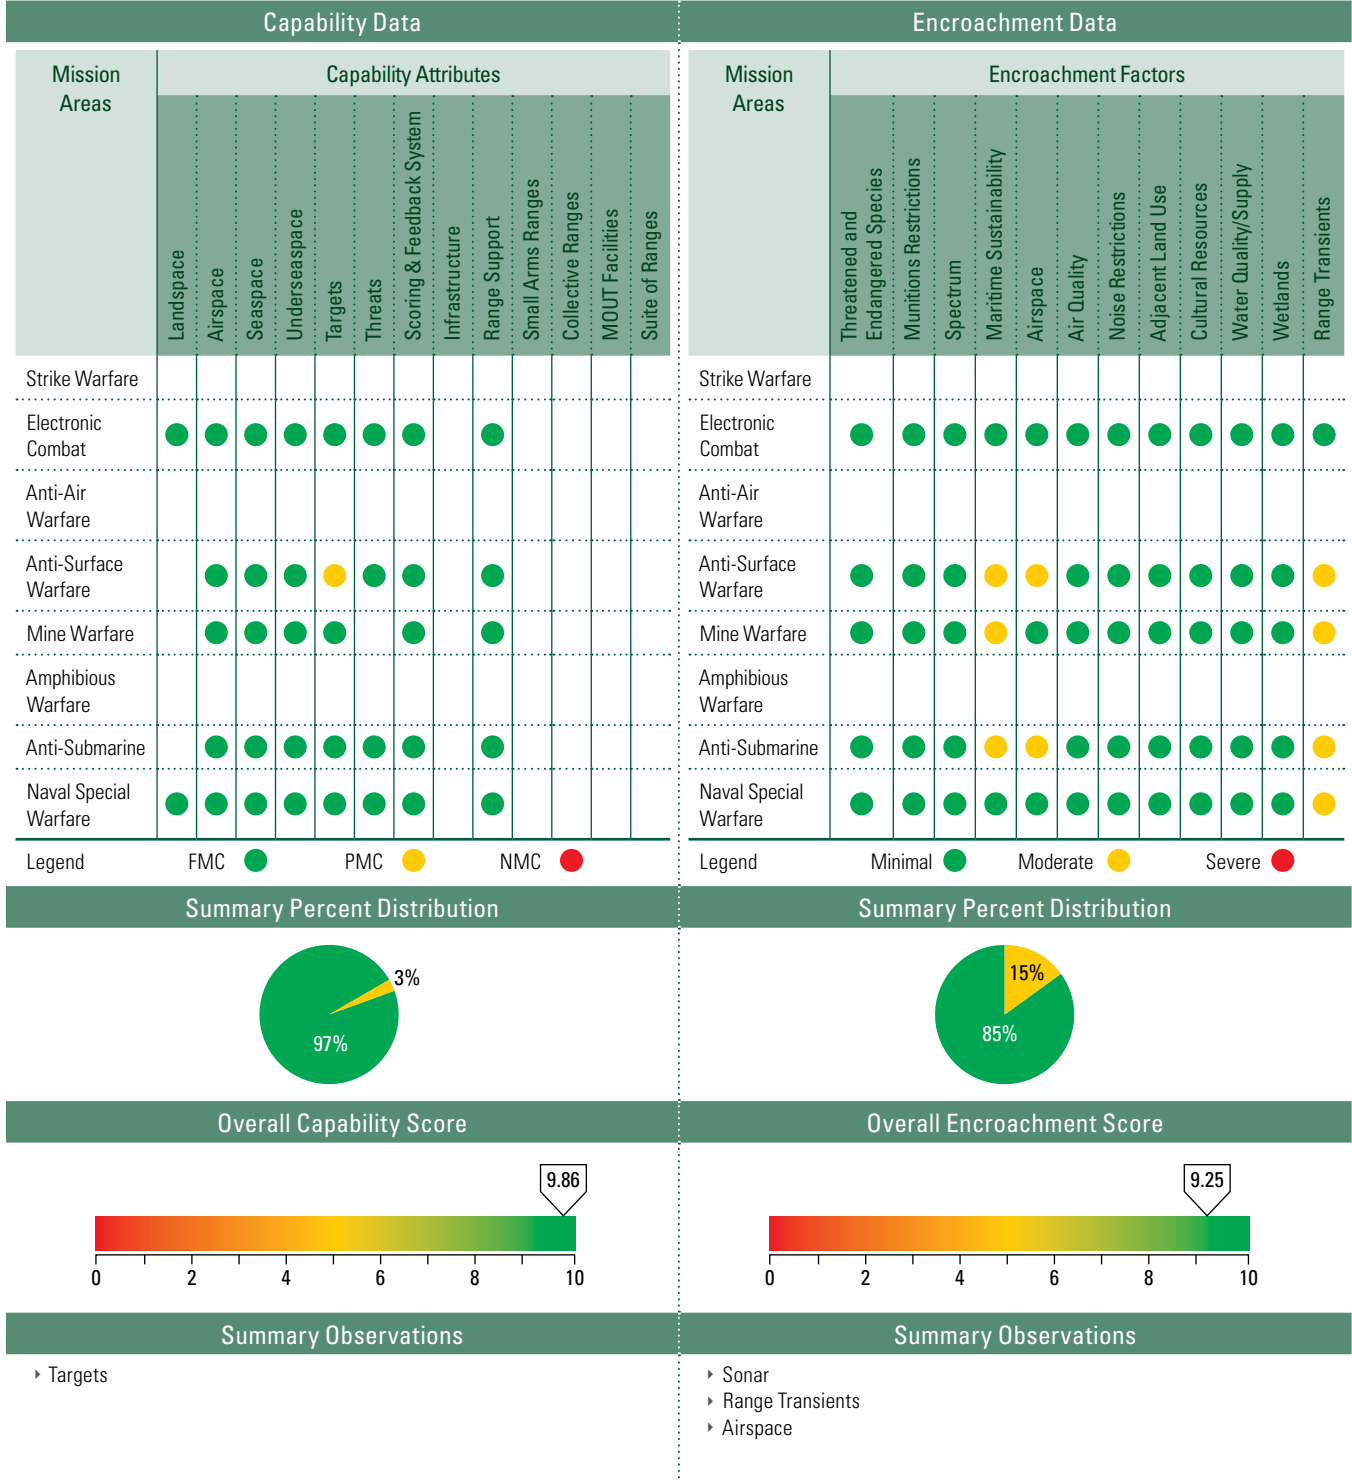 Capability Data
Mission
Areas
Capability Attributes
Landspace
Airspace
Seaspace
Underseaspace
Targets
Threats
Scoring & Feedback System
Infrastructure
Range Support
Small Arms Ranges
Collective Ranges
MOUT Facilities
Suite of Ranges
Strike Warfare
Electronic
Combat
Anti-Air
Warfare
Anti-Surface
Warfare
Mine Warfare
Amphibious
Warfare
Anti-Submarine
Naval Special
Warfare
Legend FMC PMC NMC
Summary Percent Distribution
3%
97%
Overall Capability Score
9.86
0 2 4 6 8 10
Summary Observations
Targets
Encroachment Data
Mission
Areas
Encroachment Factors
Threatened and
Endangered Species
Munitions Restrictions
Spectrum
Maritime Sustainability
Airspace
Air Quality
Noise Restrictions
Adjacent Land Use
Cultural Resources
Water Quality/Supply
Wetlands
Range Transients
Strike Warfare
Electronic
Combat
Anti-Air
Warfare
Anti-Surface
Warfare
Mine Warfare
Amphibious
Warfare
Anti-Submarine
Naval Special
Warfare
Legend Minimal Moderate Severe
Summary Percent Distribution
15%
85%
Overall Encroachment Score
9.25
0 2 4 6 8 10
Summary Observations
Sonar
Range Transients
Airspace